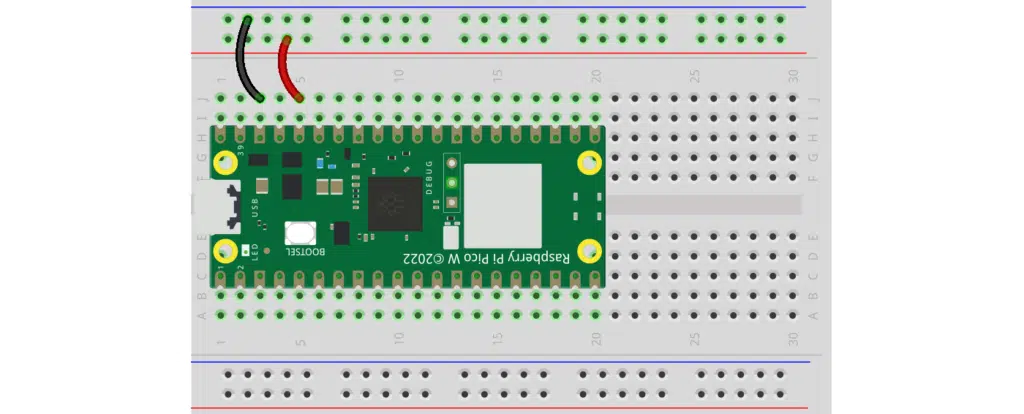 1 5 10 15 20 25 30
J J
I I
H H
G G
F F
39
DEBUG
USB
BOOTSEL
LED
1 2
Raspberry Pi Pico W ©2022
E E
D D
C C
B B
A A
1 5 10 15 20 25 30